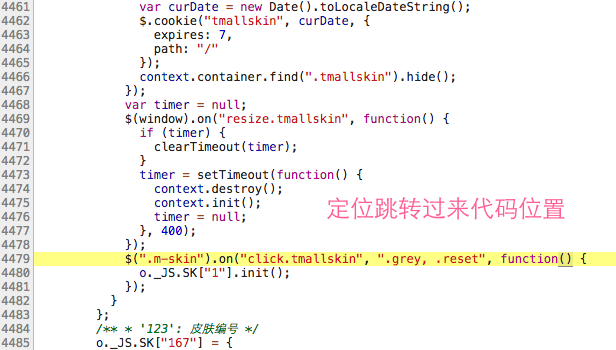 4461 var curDate = new Date().toLocaleDateString();
4462 $.cookie("tmallskin", curDate, {
4463 expires: 7,
4464 path: "/"
4465 });
4466 context.container.find(".tmallskin").hide();
4467 });
4468 var timer = null;
4469 $(window).on("resize.tmallskin", function() {
4470 if (timer) {
4471 clearTimeout(timer);
4472 }
4473 timer = setTimeout(function() {
4474 context.destroy();
4475 context.init();
定位跳转过来代码位置
4476 timer = null;
4477 }, 400);
4478 });
4479 $(".m-skin").on("click.tmallskin", ".grey, .reset", function() {
4480 o._JS.SK["1"].init();
4481 });
4482 }
4483 };
4484 /** * '123': 皮肤编号 */
4485 o._JS.SK["167"] = {